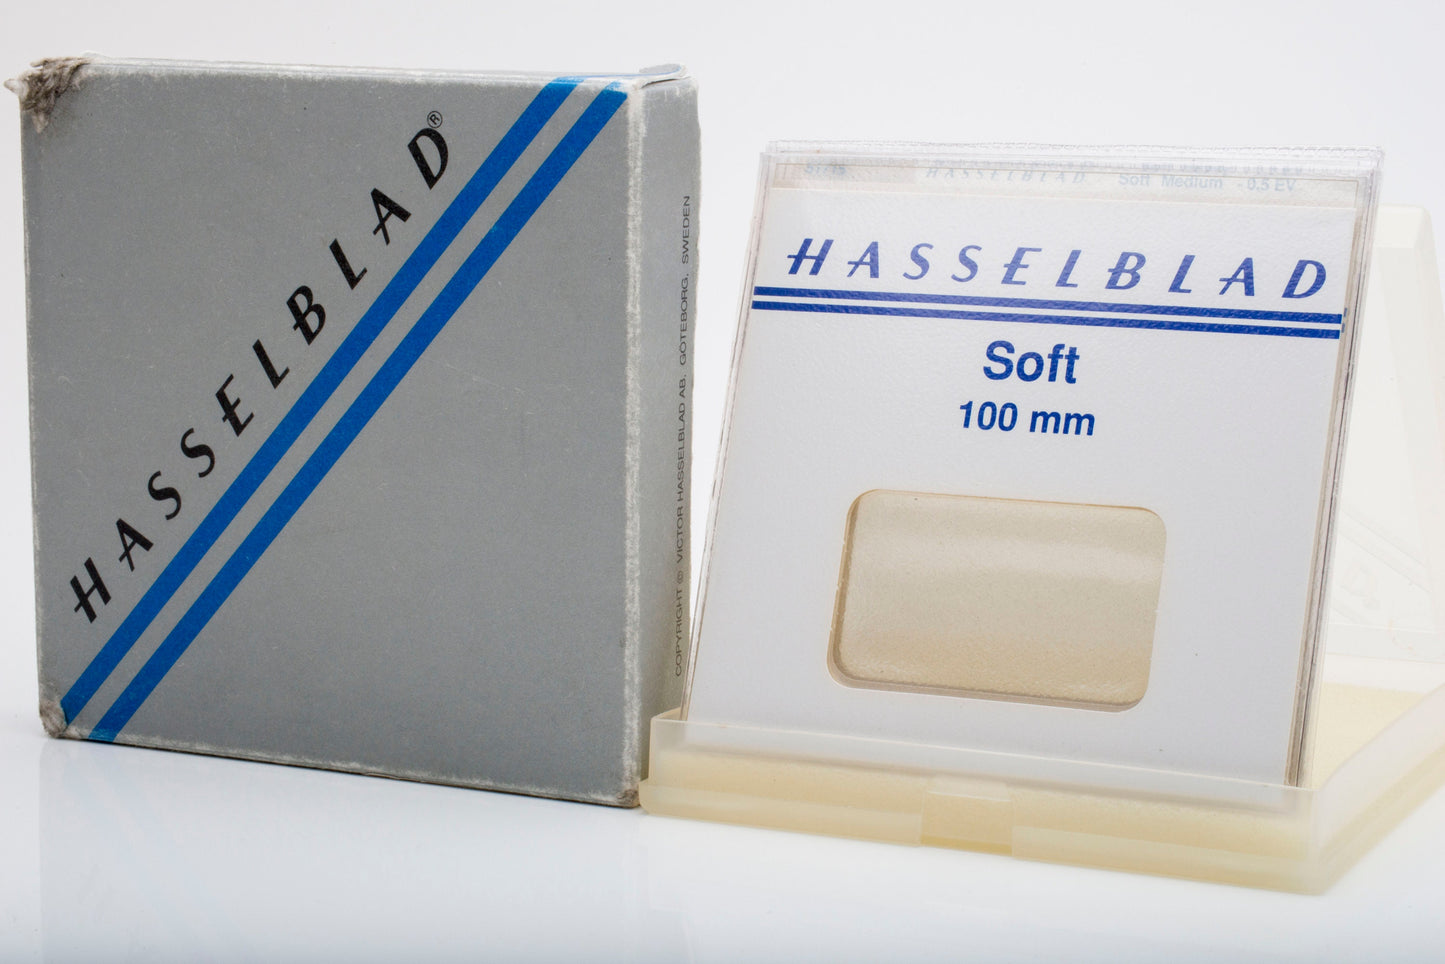 HASSELBLAD®
COPYRIGHT © VICTOR HASSELBLAD AB, GÖTEBORG, SWEDEN
HASSELBLAD Soft Medium - 0.5 EV
HASSELBLAD
Soft
100 mm